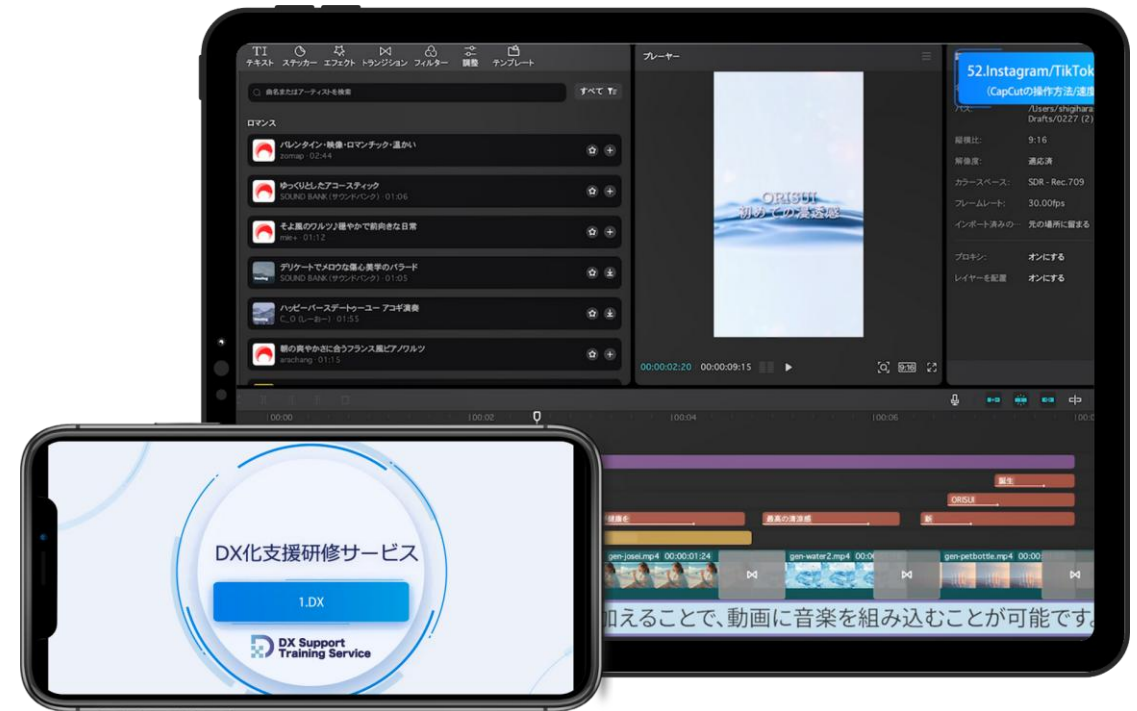 TI
テキスト ステッカー エフェクト トランジション フィルター 調整 テンプレート
曲名またはアーティストを検索
すべて
ロマンス
バレンタイン・映像・ロマンチック・温かい
zomap・02:44
ゆっくりとしたアコースティック
SOUND BANK (サウンドバンク)・01:06
そよ風のワルツ♪穏やかで前向きな日常
mie+・01:12
デリケートでメロウな傷心美学のバラード
SOUND BANK (サウンドバンク)・01:05
ハッピーバースデートゥーユー アコギ演奏
C_O (しーおー)・01:55
朝の爽やかさに合うフランス風ピアノワルツ
arachang・01:15
プレーヤー
ORISUI
初めての浸透感
00:00:02:20 00:00:09:15
9:16
52.Instagram/TikTok
(CapCutの操作方法/速度
パス:
/Users/shigihara
Drafts/0227 (2)
縦横比: 9:16
解像度: 適応済
カラースペース: SDR - Rec.709
フレームレート: 30.00fps
インポート済みの… 元の場所に留まる
プロキシ: オンにする
レイヤーを配置 オンにする
00:00 00:02 00:04 00:06
誕生
ORISUI
健康を 最高の清涼感 新
gen-josei.mp4 00:00:01:24 gen-water2.mp4 gen-petbottle.mp4 00:00
加えることで、動画に音楽を組み込むことが可能です。
DX化支援研修サービス
1.DX
DX Support
Training Service